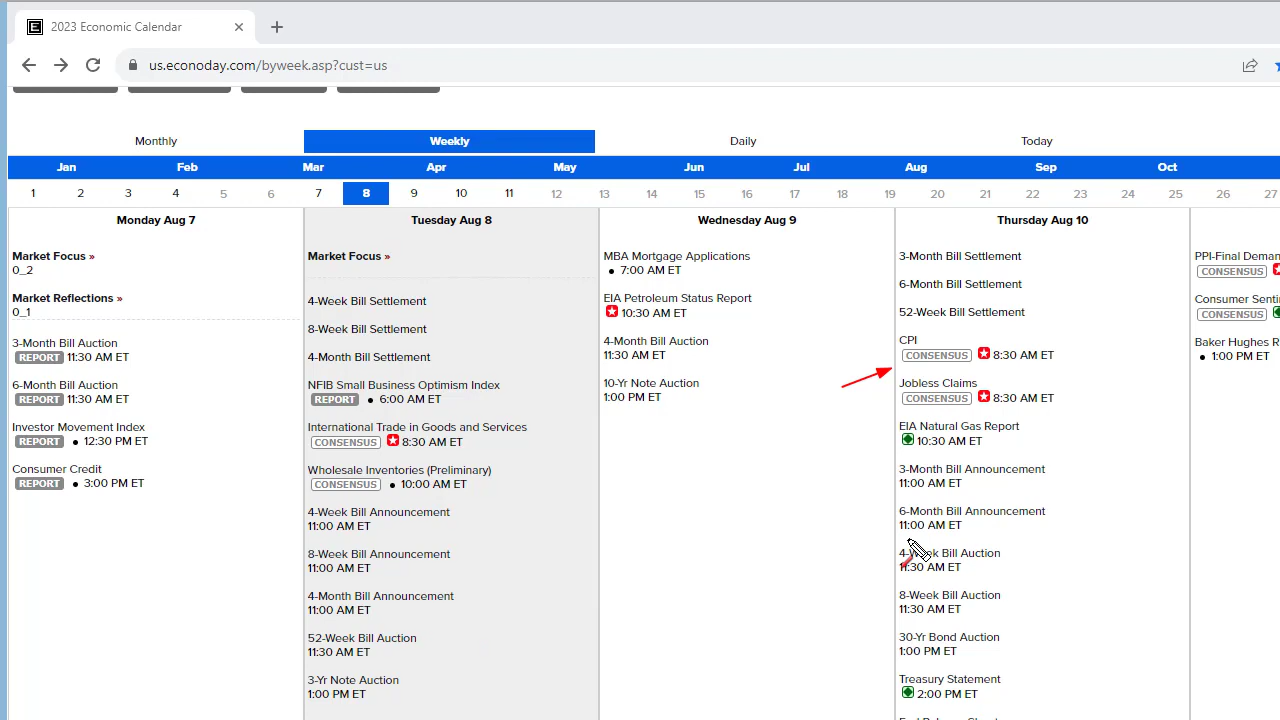 2023 Economic Calendar
us.econoday.com/byweek.asp?cust=us
Monthly Weekly Daily Today
Jan Feb Mar Apr May Jun Jul Aug Sep Oct
1 2 3 4 5 6 7 8 9 10 11 12 13 14 15 16 17 18 19 20 21 22 23 24 25 26 27
Monday Aug 7
Market Focus »
0_2
Market Reflections »
0_1
3-Month Bill Auction
REPORT 11:30 AM ET
6-Month Bill Auction
REPORT 11:30 AM ET
Investor Movement Index
REPORT • 12:30 PM ET
Consumer Credit
REPORT • 3:00 PM ET
Tuesday Aug 8
Market Focus »
4-Week Bill Settlement
8-Week Bill Settlement
4-Month Bill Settlement
NFIB Small Business Optimism Index
REPORT • 6:00 AM ET
International Trade in Goods and Services
CONSENSUS 8:30 AM ET
Wholesale Inventories (Preliminary)
CONSENSUS • 10:00 AM ET
4-Week Bill Announcement
11:00 AM ET
8-Week Bill Announcement
11:00 AM ET
4-Month Bill Announcement
11:00 AM ET
52-Week Bill Auction
11:30 AM ET
3-Yr Note Auction
1:00 PM ET
Wednesday Aug 9
MBA Mortgage Applications
• 7:00 AM ET
EIA Petroleum Status Report
10:30 AM ET
4-Month Bill Auction
11:30 AM ET
10-Yr Note Auction
1:00 PM ET
Thursday Aug 10
3-Month Bill Settlement
6-Month Bill Settlement
52-Week Bill Settlement
CPI
CONSENSUS 8:30 AM ET
Jobless Claims
CONSENSUS 8:30 AM ET
EIA Natural Gas Report
10:30 AM ET
3-Month Bill Announcement
11:00 AM ET
6-Month Bill Announcement
11:00 AM ET
4-Week Bill Auction
11:30 AM ET
8-Week Bill Auction
11:30 AM ET
30-Yr Bond Auction
1:00 PM ET
Treasury Statement
2:00 PM ET
PPI-Final Deman
CONSENSUS
Consumer Senti
CONSENSUS
Baker Hughes R
• 1:00 PM ET